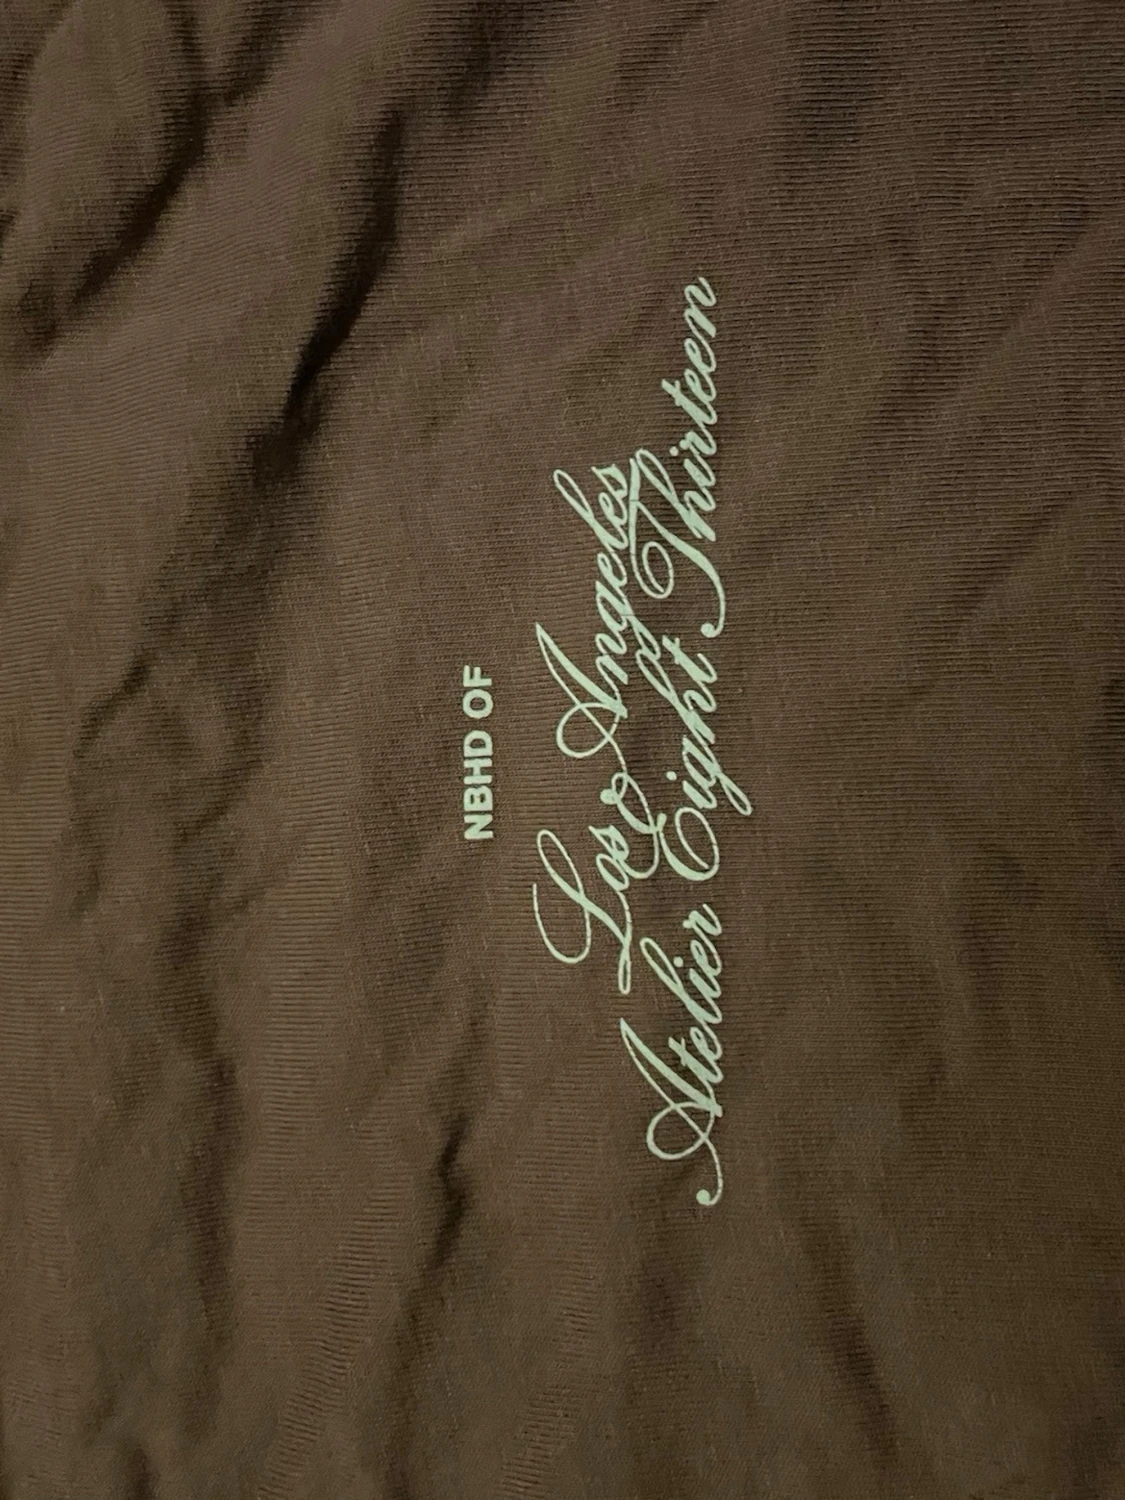 NBHD OF
Los Angeles
Atelier Eight Thirteen